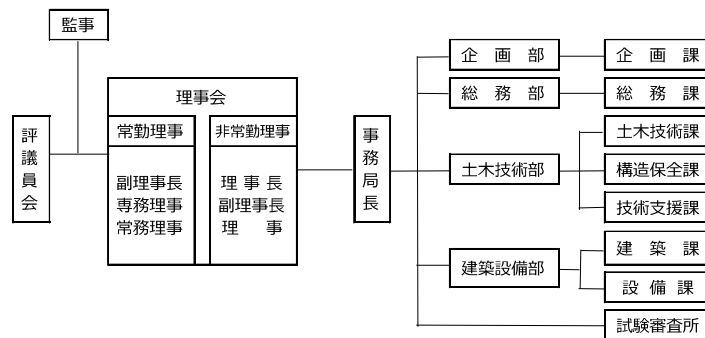 監事
評議員会
理事会
常勤理事
副理事長
専務理事
常務理事
非常勤理事
理事長
副理事長
理事
事務局長
企画部
企画課
総務部
総務課
土木技術部
土木技術課
構造保全課
技術支援課
建築設備部
建築課
設備課
試験審査所